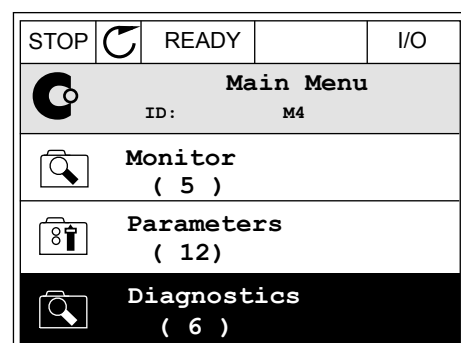 STOP READY I/O
Main Menu
ID: M4
Monitor
( 5 )
Parameters
( 12)
Diagnostics
( 6 )